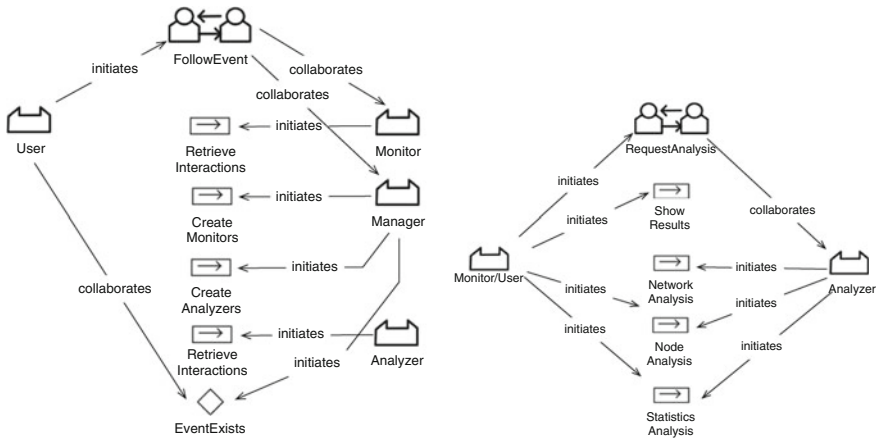 FollowEvent
initiates
collaborates
collaborates
User
initiates
Monitor
Retrieve
Interactions
initiates
Manager
Create
Monitors
collaborates
initiates
Create
Analyzers
initiates
Analyzer
Retrieve
Interactions
initiates
EventExists
RequestAnalysis
initiates
initiates
Show
Results
collaborates
Monitor/User
initiates
Network
Analysis
initiates
Analyzer
initiates
Node
Analysis
initiates
initiates
Statistics
Analysis